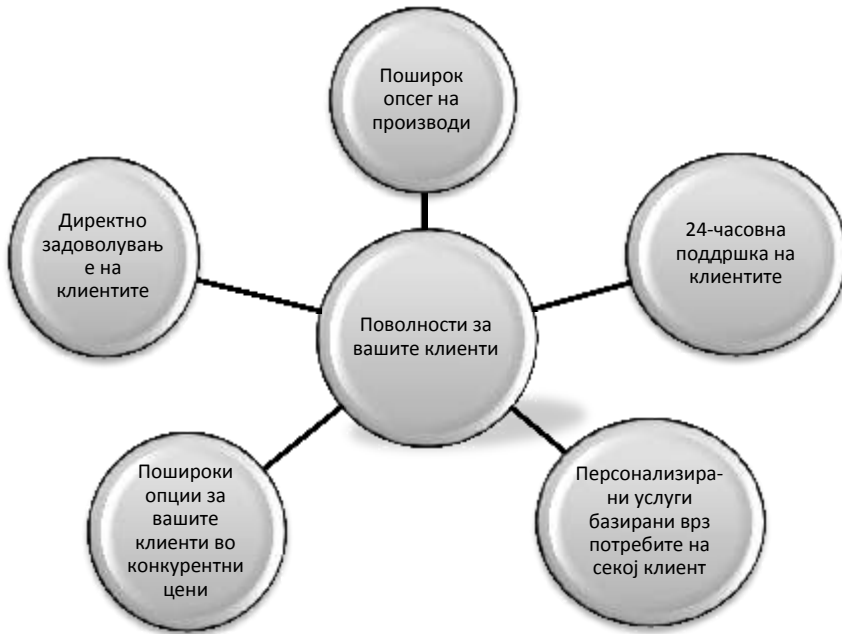 Поширок
опсег на
производи
Директно
задоволувањ
е на
клиентите
24-часовна
поддршка на
клиентите
Поволности за
вашите клиенти
Пошироки
опции за
вашите
клиенти во
конкурентни
цени
Персонализира-
ни услуги
базирани врз
потребите на
секој клиент